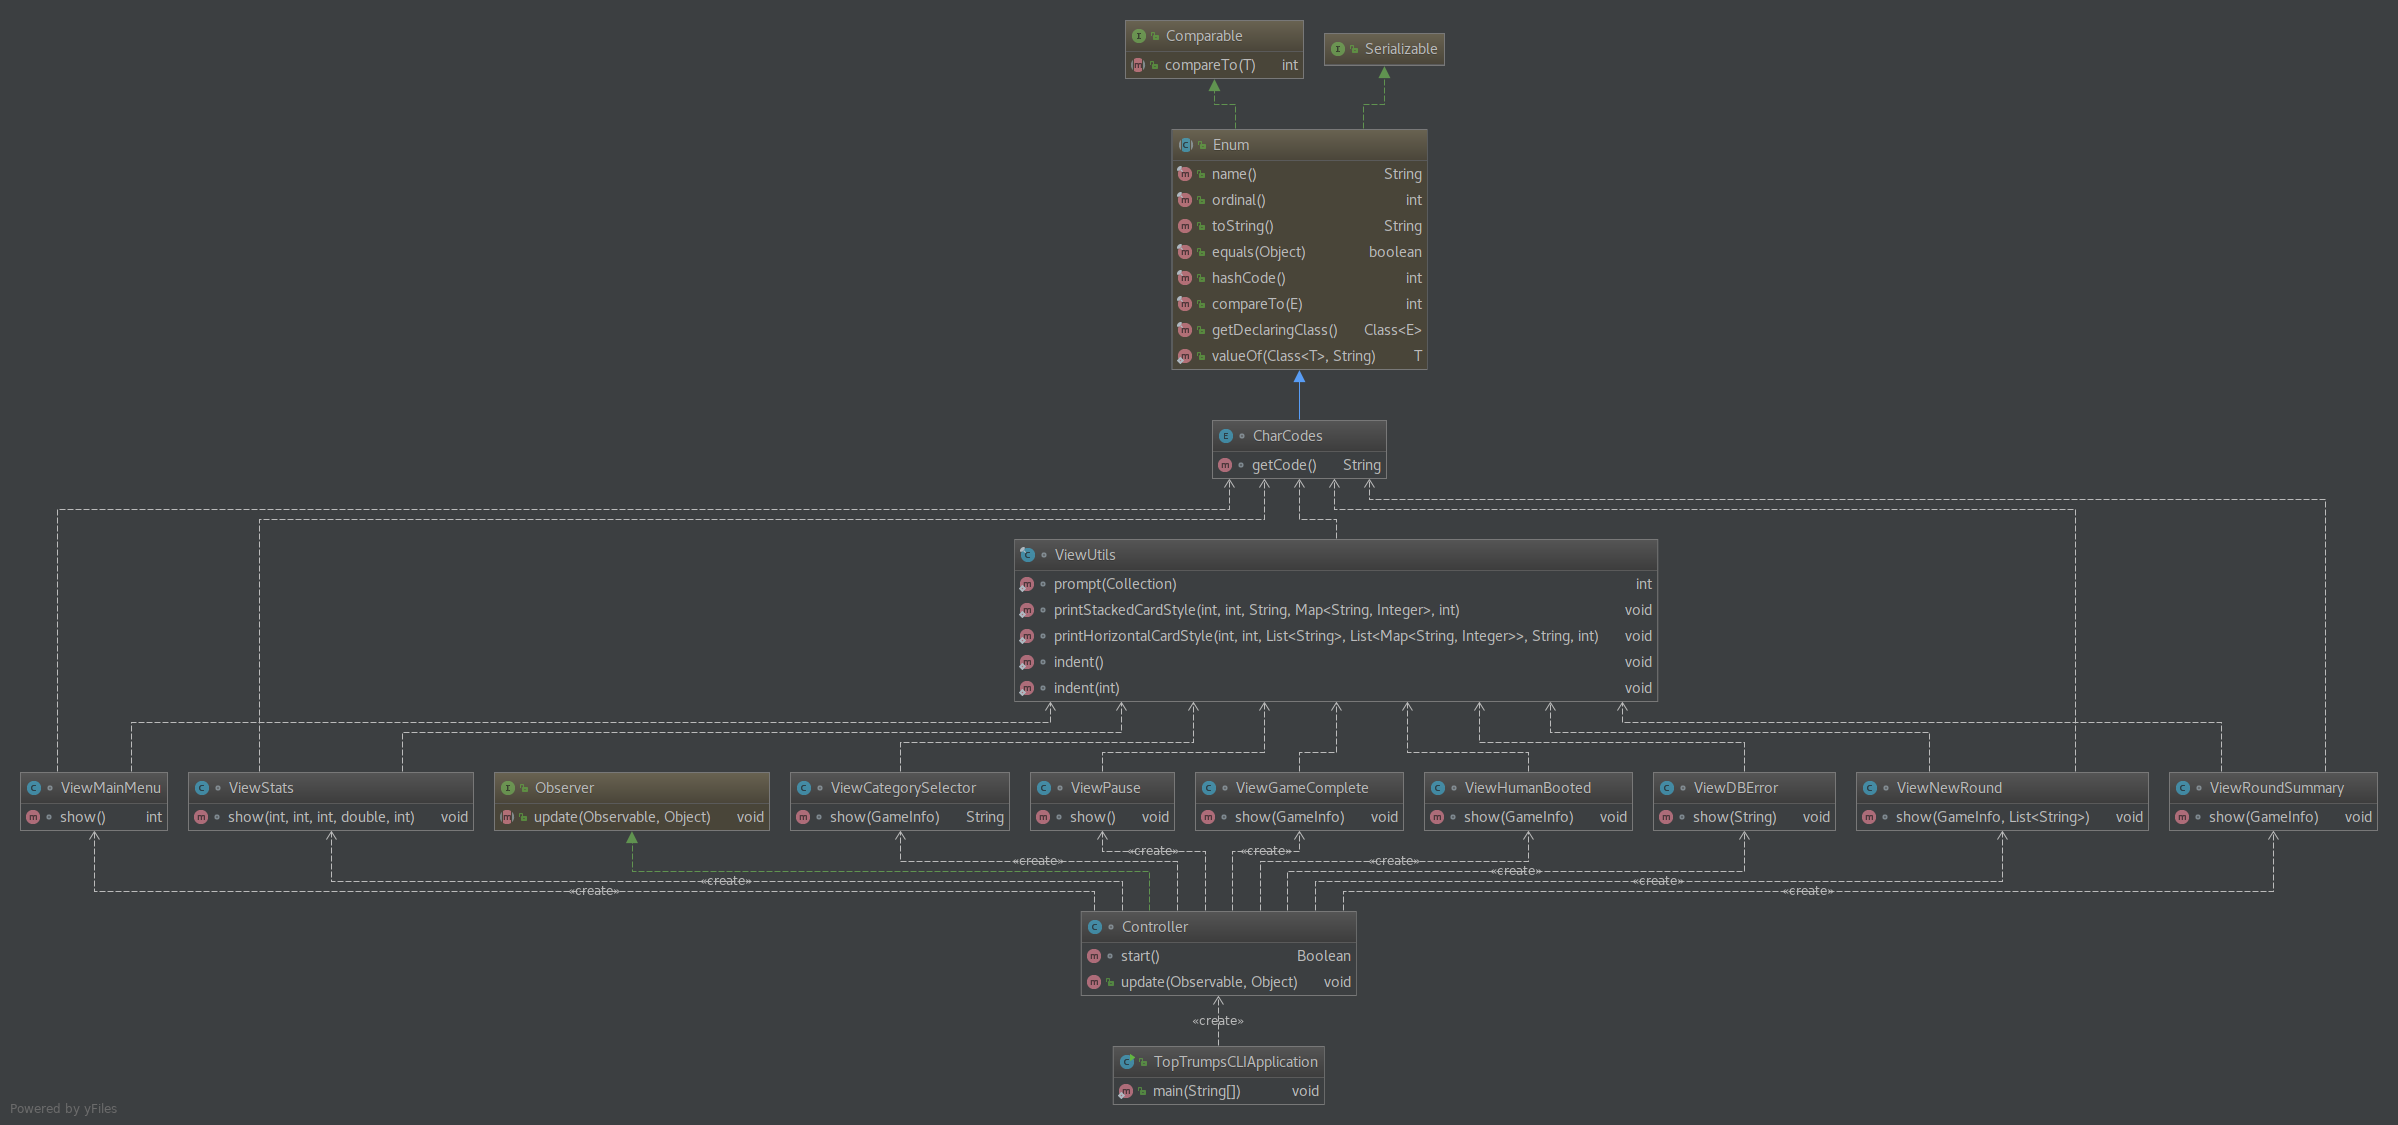 Comparable
compareTo(T) int
Serializable
Enum
name() String
ordinal() int
toString() String
equals(Object) boolean
hashCode() int
compareTo(E) int
getDeclaringClass() Class<E>
valueOf(Class<T>, String) T
CharCodes
getCode() String
ViewUtils
prompt(Collection) int
printStackedCardStyle(int, int, String, Map<String, Integer>, int) void
printHorizontalCardStyle(int, int, List<String>, List<Map<String, Integer>>, String, int) void
indent() void
indent(int) void
ViewMainMenu
show() int
ViewStats
show(int, int, int, double, int) void
Observer
update(Observable, Object) void
ViewCategorySelector
show(GameInfo) String
ViewPause
show() void
ViewGameComplete
show(GameInfo) void
ViewHumanBooted
show(GameInfo) void
ViewDBError
show(String) void
ViewNewRound
show(GameInfo, List<String>) void
ViewRoundSummary
show(GameInfo) void
«create»
«create»
«create»
«create»
«create»
«create»
«create»
«create»
«create»
Controller
start() Boolean
update(Observable, Object) void
«create»
TopTrumpsCLIApplication
main(String[]) void
Powered by yFiles